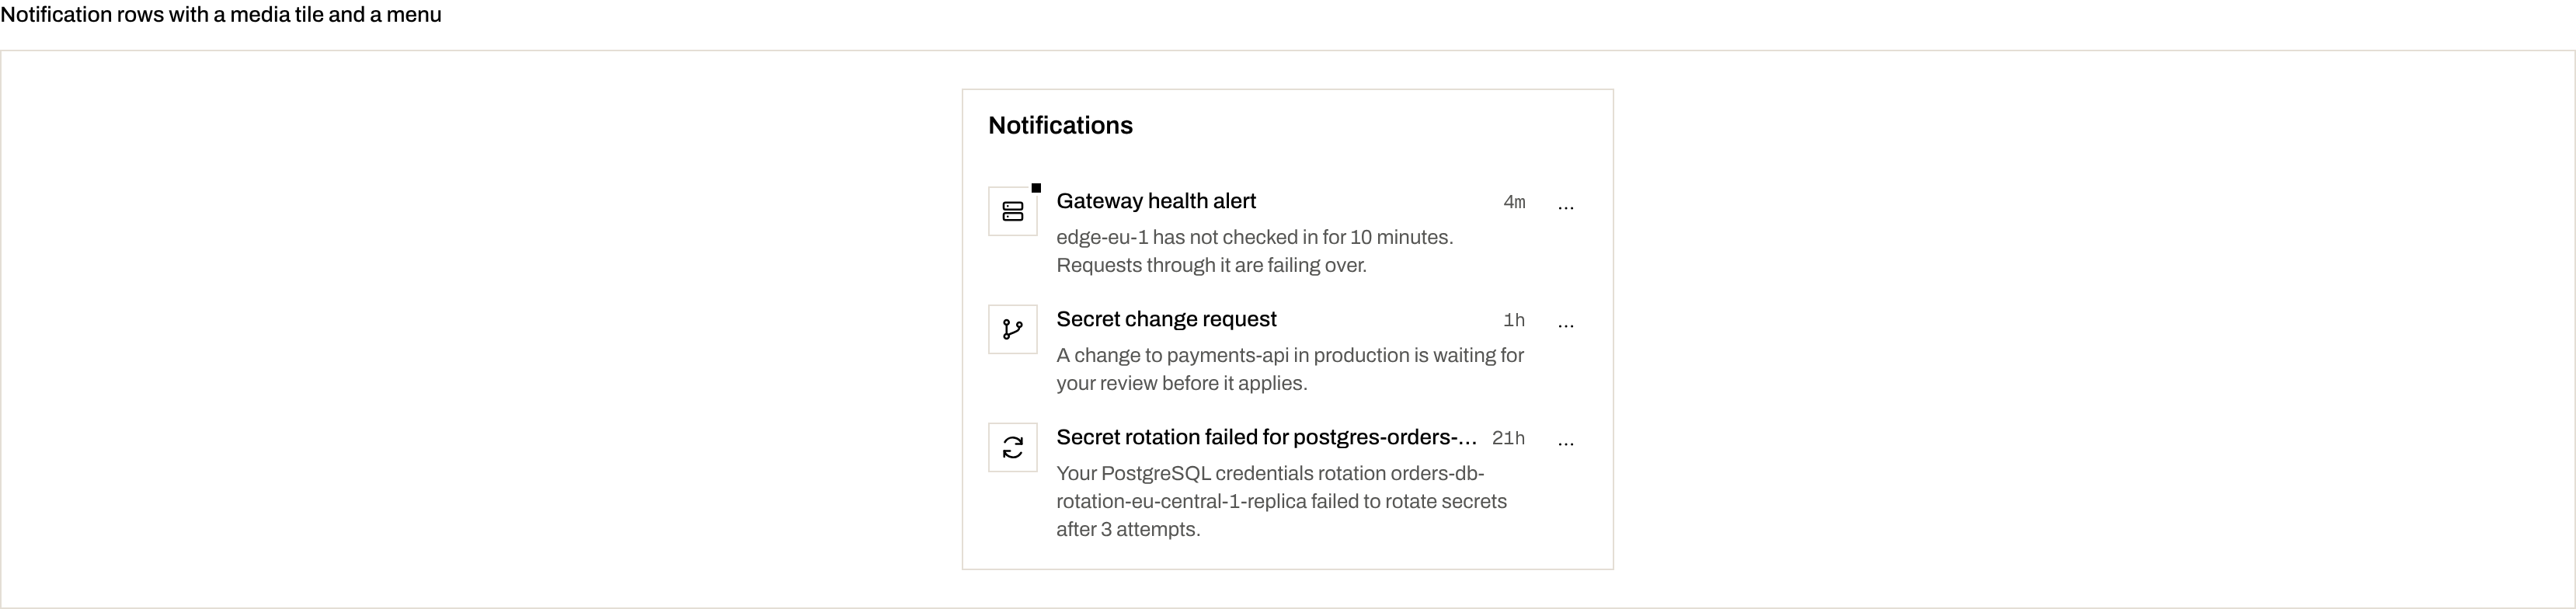 Notification rows with a media tile and a menu
Notifications
Gateway health alert 4m ...
edge-eu-1 has not checked in for 10 minutes.
Requests through it are failing over.
Secret change request 1h ...
A change to payments-api in production is waiting for
your review before it applies.
Secret rotation failed for postgres-orders-... 21h ...
Your PostgreSQL credentials rotation orders-db-
rotation-eu-central-1-replica failed to rotate secrets
after 3 attempts.